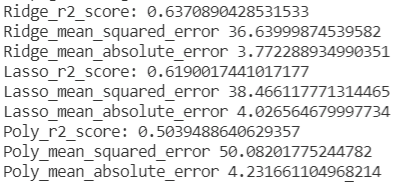 Ridge_r2_score: 0.6370890428531533
Ridge_mean_squared_error 36.63999874539582
Ridge_mean_absolute_error 3.772288934990351
Lasso_r2_score: 0.6190017441017177
Lasso_mean_squared_error 38.466117771314465
Lasso_mean_absolute_error 4.026564679997734
Poly_r2_score: 0.5039488640629357
Poly_mean_squared_error 50.08201775244782
Poly_mean_absolute_error 4.231661104968214